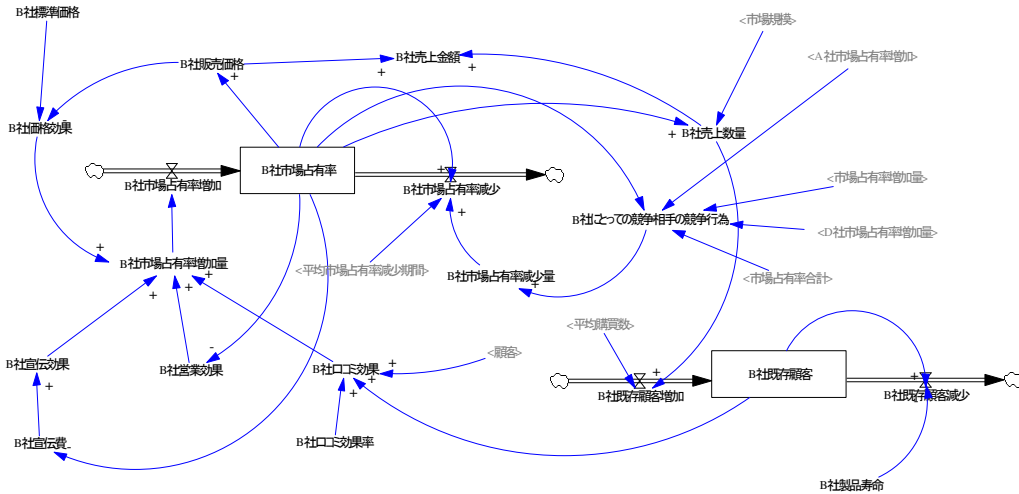 B社標準価格
<市場規模>
B社販売価格
B社売上金額
<A社市場占有率増加>
B社価格効果
B社売上数量
B社市場占有率
B社市場占有率増加
B社市場占有率減少
<市場占有率増加量>
B社にとっての競争相手の競争行為
<D社市場占有率増加量>
B社市場占有率増加量
<平均市場占有率減少期間>
B社市場占有率減少量
<市場占有率合計>
<平均購買数>
<顧客>
B社宣伝効果
B社営業効果
B社口コミ効果
B社既存顧客
B社既存顧客増加
B社既存顧客減少
B社宣伝費
B社口コミ効果率
B社製品寿命